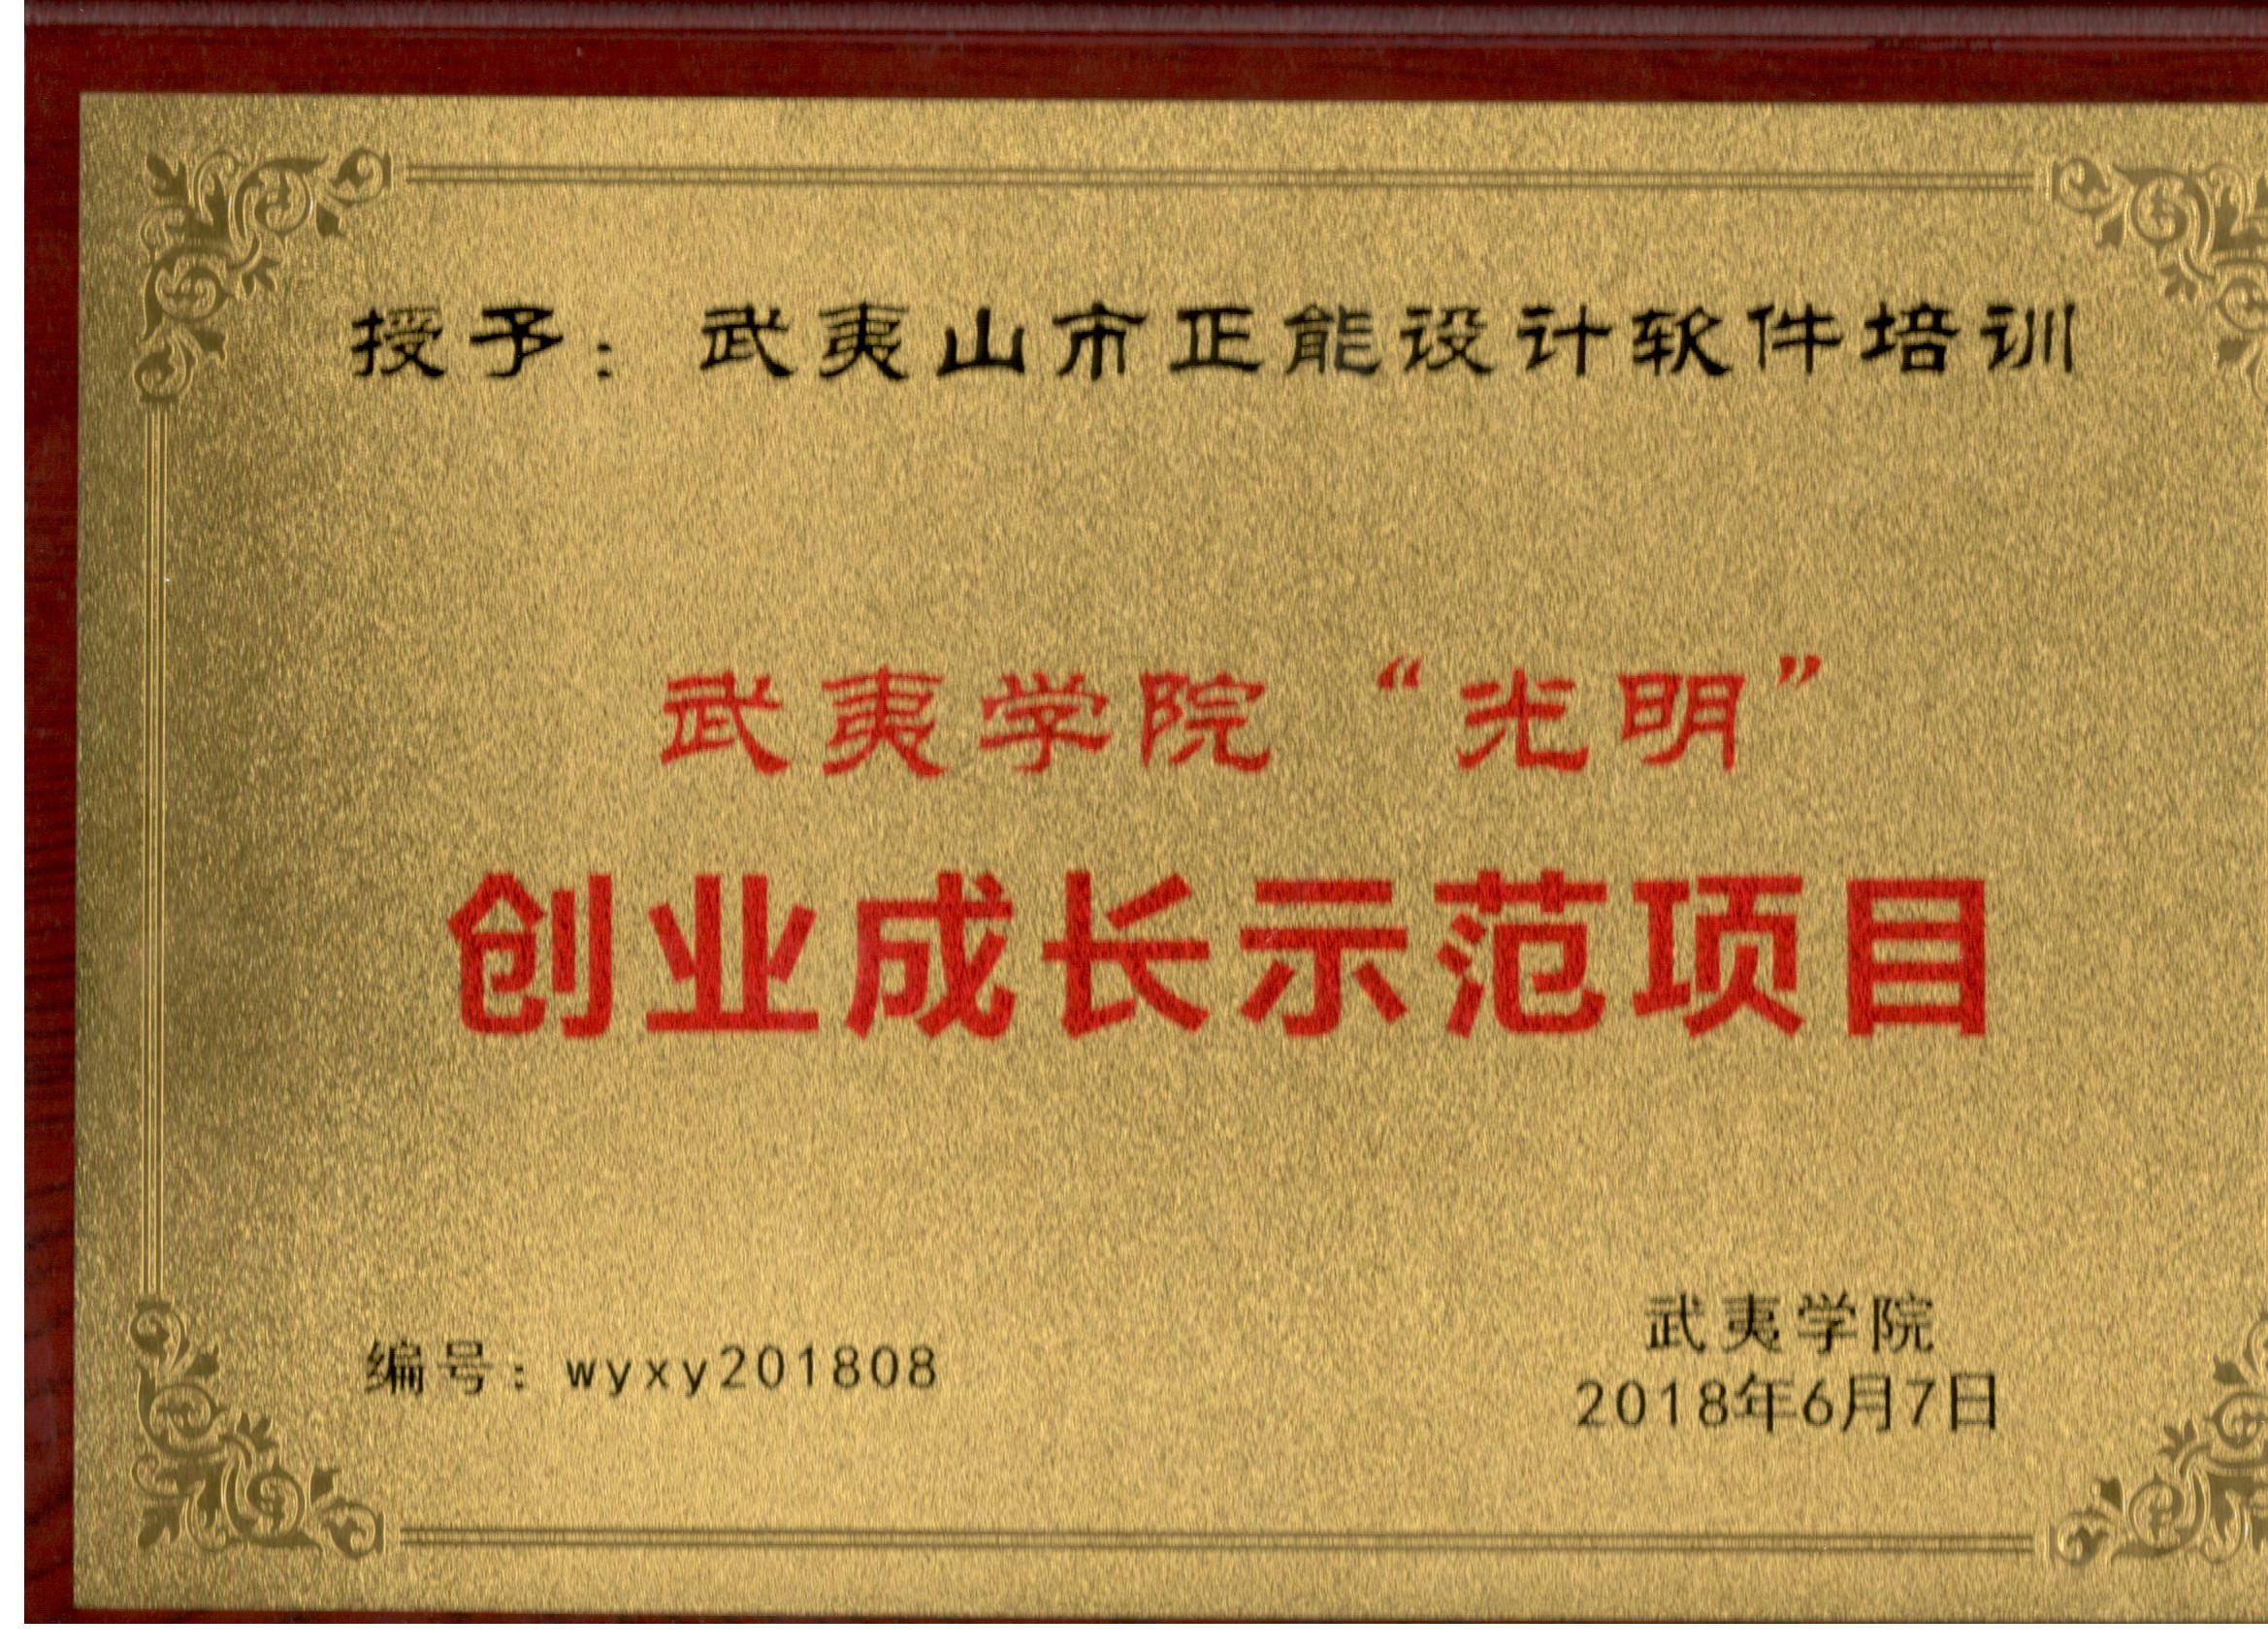 授予：武夷山市正能设计软件培训
武夷学院“光明”
创业成长示范项目
编号：wyxy201808
武夷学院
2018年6月7日